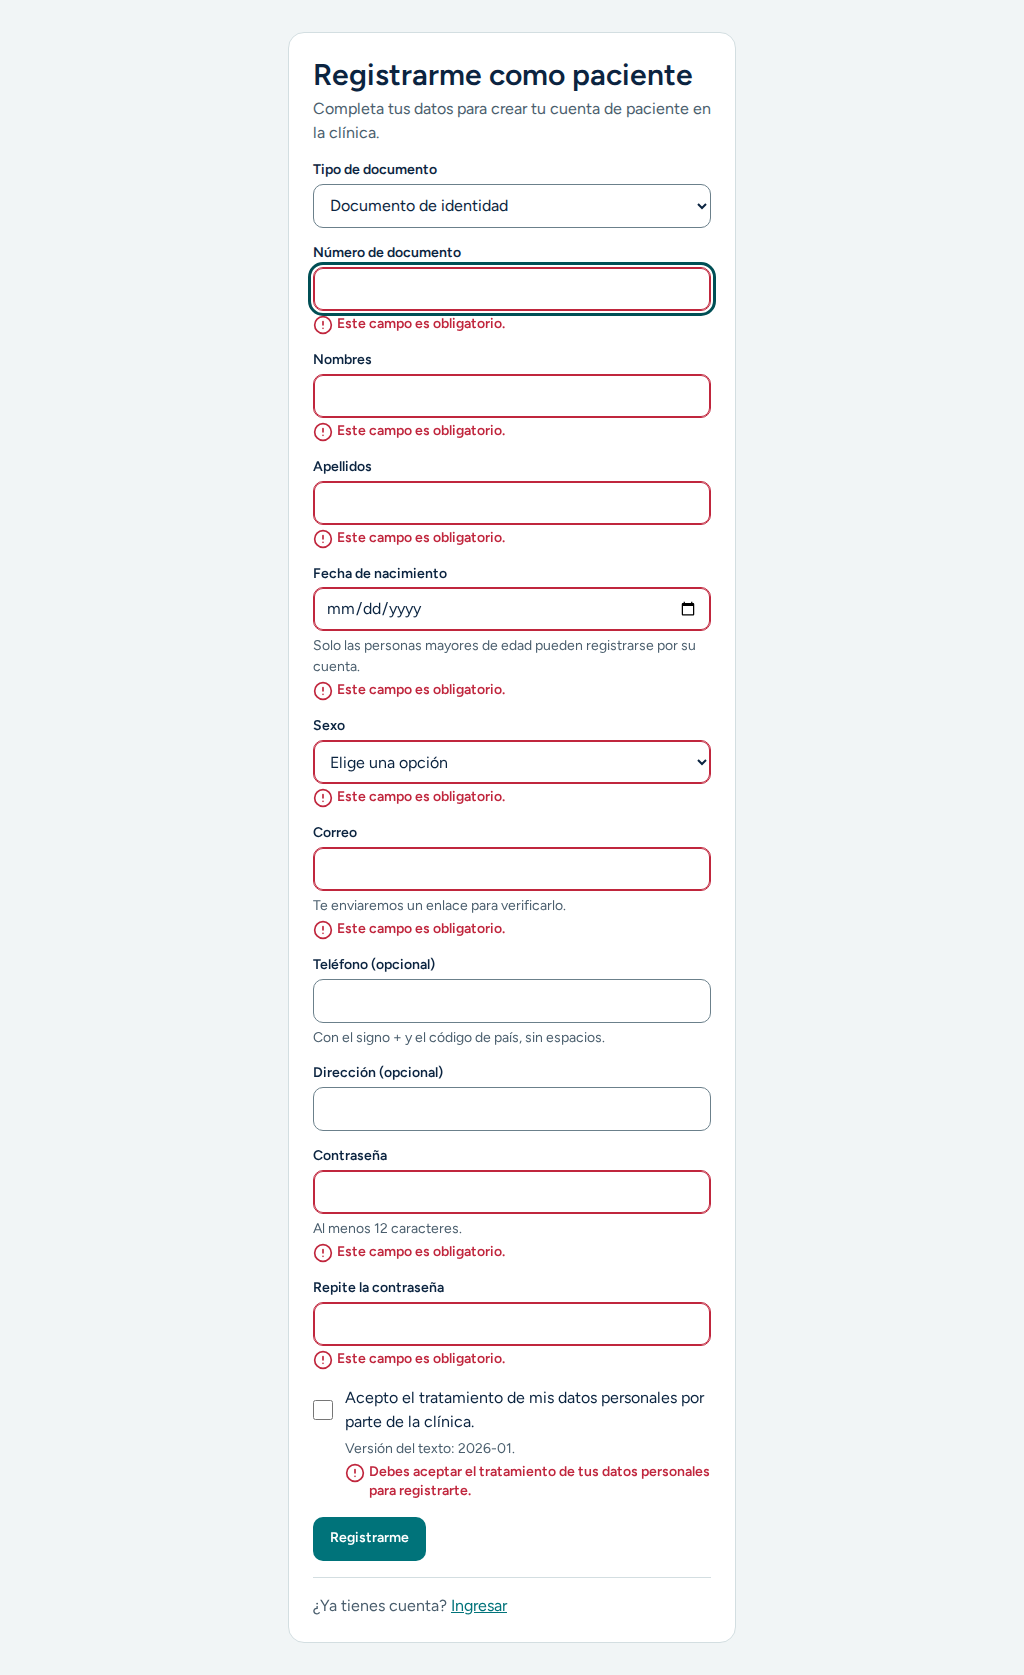 Registrarme como paciente
Completa tus datos para crear tu cuenta de paciente en
la clínica.
Tipo de documento
Documento de identidad
Número de documento
Este campo es obligatorio.
Nombres
Este campo es obligatorio.
Apellidos
Este campo es obligatorio.
Fecha de nacimiento
mm/dd/yyyy
Solo las personas mayores de edad pueden registrarse por su
cuenta.
Este campo es obligatorio.
Sexo
Elige una opción
Este campo es obligatorio.
Correo
Te enviaremos un enlace para verificarlo.
Este campo es obligatorio.
Teléfono (opcional)
Con el signo + y el código de país, sin espacios.
Dirección (opcional)
Contraseña
Al menos 12 caracteres.
Este campo es obligatorio.
Repite la contraseña
Este campo es obligatorio.
Acepto el tratamiento de mis datos personales por
parte de la clínica.
Versión del texto: 2026-01.
Debes aceptar el tratamiento de tus datos personales
para registrarte.
Registrarme
¿Ya tienes cuenta? Ingresar